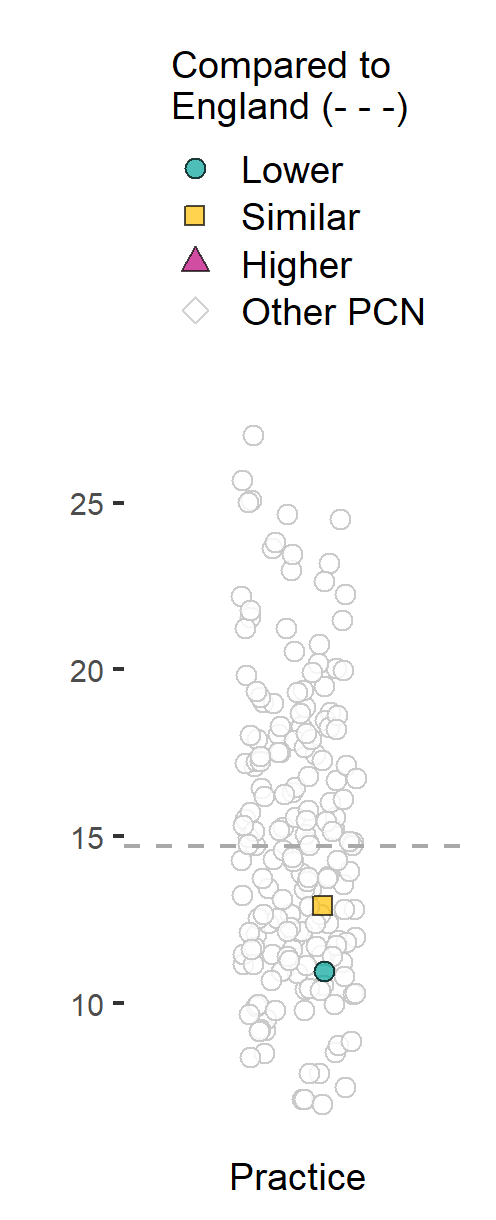 Compared to
England (- - -)
Lower
Similar
Higher
Other PCN
25
20
15
10
Practice